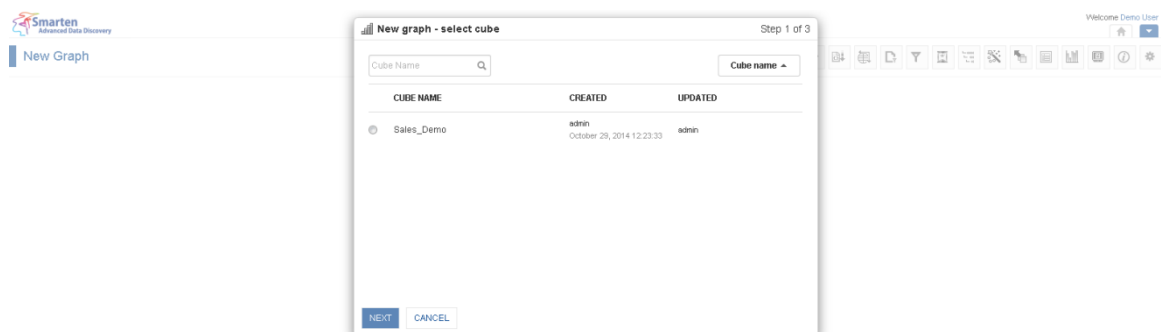 Smarten
Advanced Data Discovery
Welcome Demo User
New Graph
New graph - select cube
Step 1 of 3
Cube Name
Cube name
CUBE NAME CREATED UPDATED
Sales_Demo admin admin
October 29, 2014 12:23:33
NEXT CANCEL